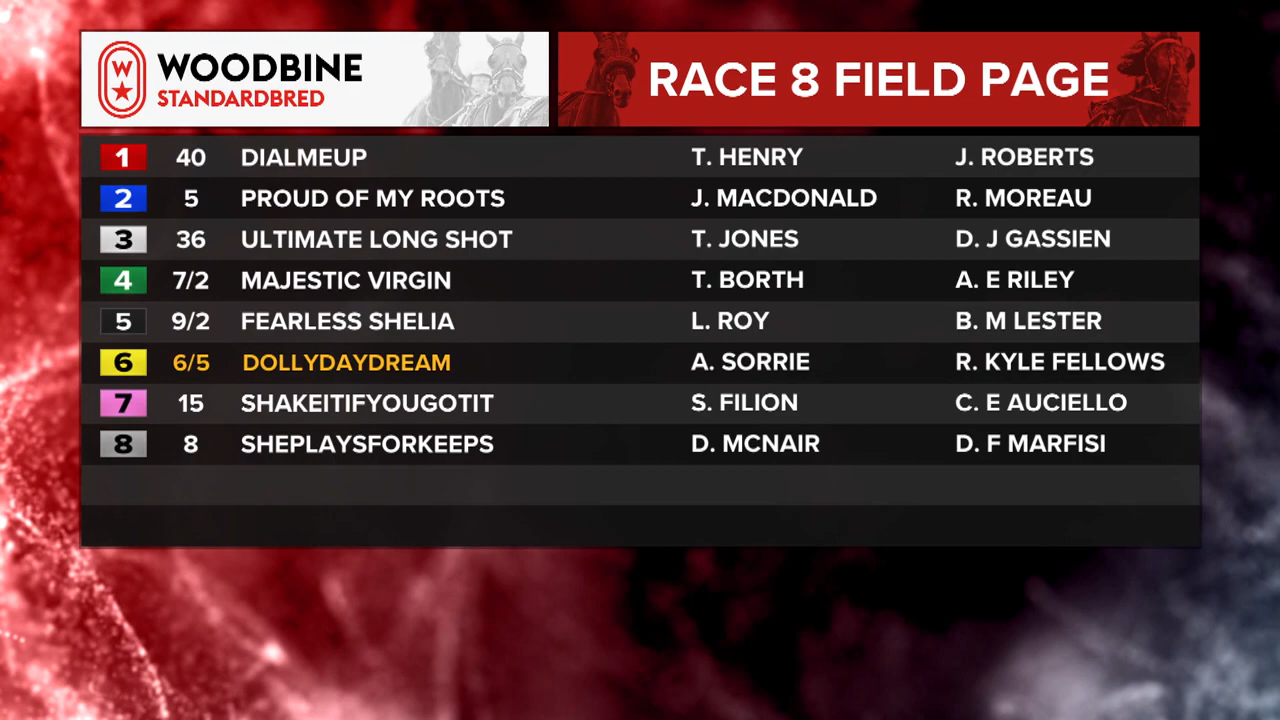 W
WOODBINE
STANDARDBRED
RACE 8 FIELD PAGE
1 40 DIALMEUP T. HENRY J. ROBERTS
2 5 PROUD OF MY ROOTS J. MACDONALD R. MOREAU
3 36 ULTIMATE LONG SHOT T. JONES D. J GASSIEN
4 7/2 MAJESTIC VIRGIN T. BORTH A. E RILEY
5 9/2 FEARLESS SHELIA L. ROY B. M LESTER
6 6/5 DOLLYDAYDREAM A. SORRIE R. KYLE FELLOWS
7 15 SHAKEITIFYOUGOTIT S. FILION C. E AUCIELLO
8 8 SHEPLAYSFORKEEPS D. MCNAIR D. F MARFISI